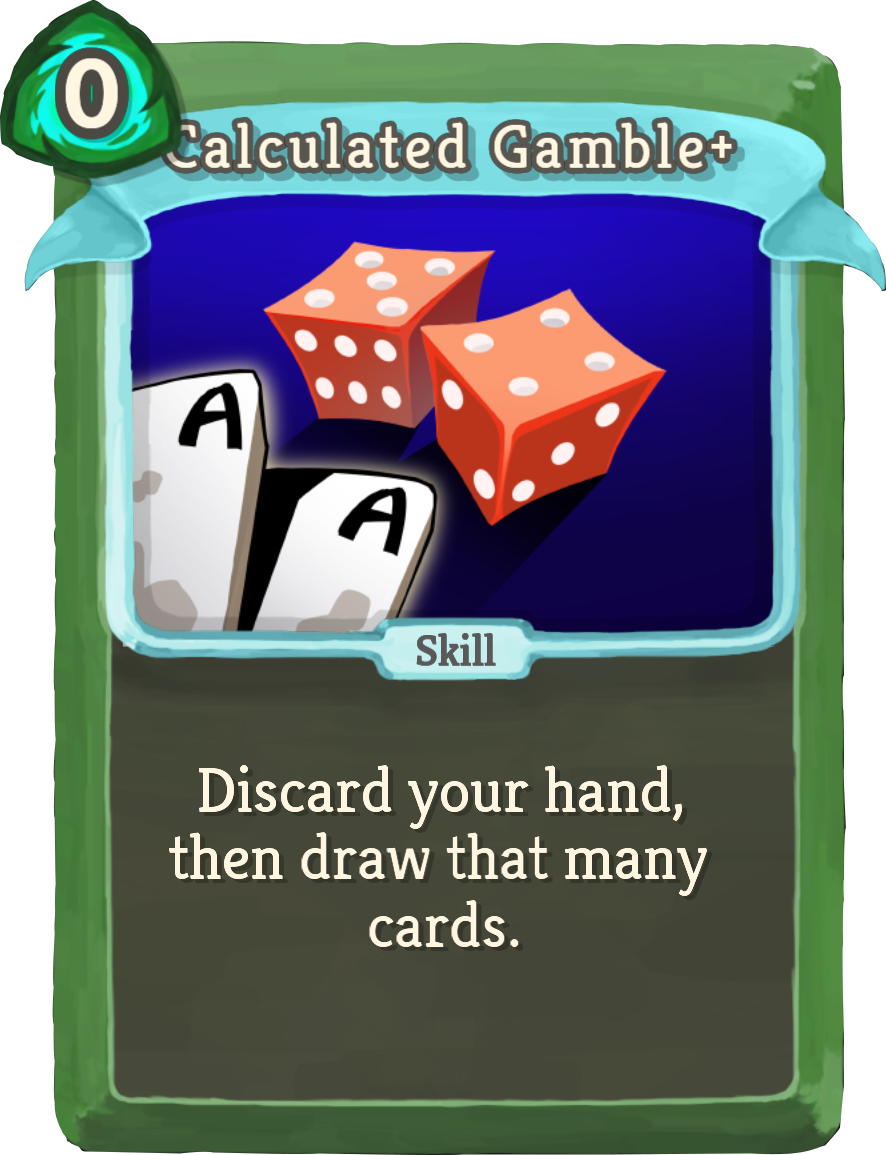 0
Calculated Gamble+
A
A
Skill
Discard your hand,
then draw that many
cards.